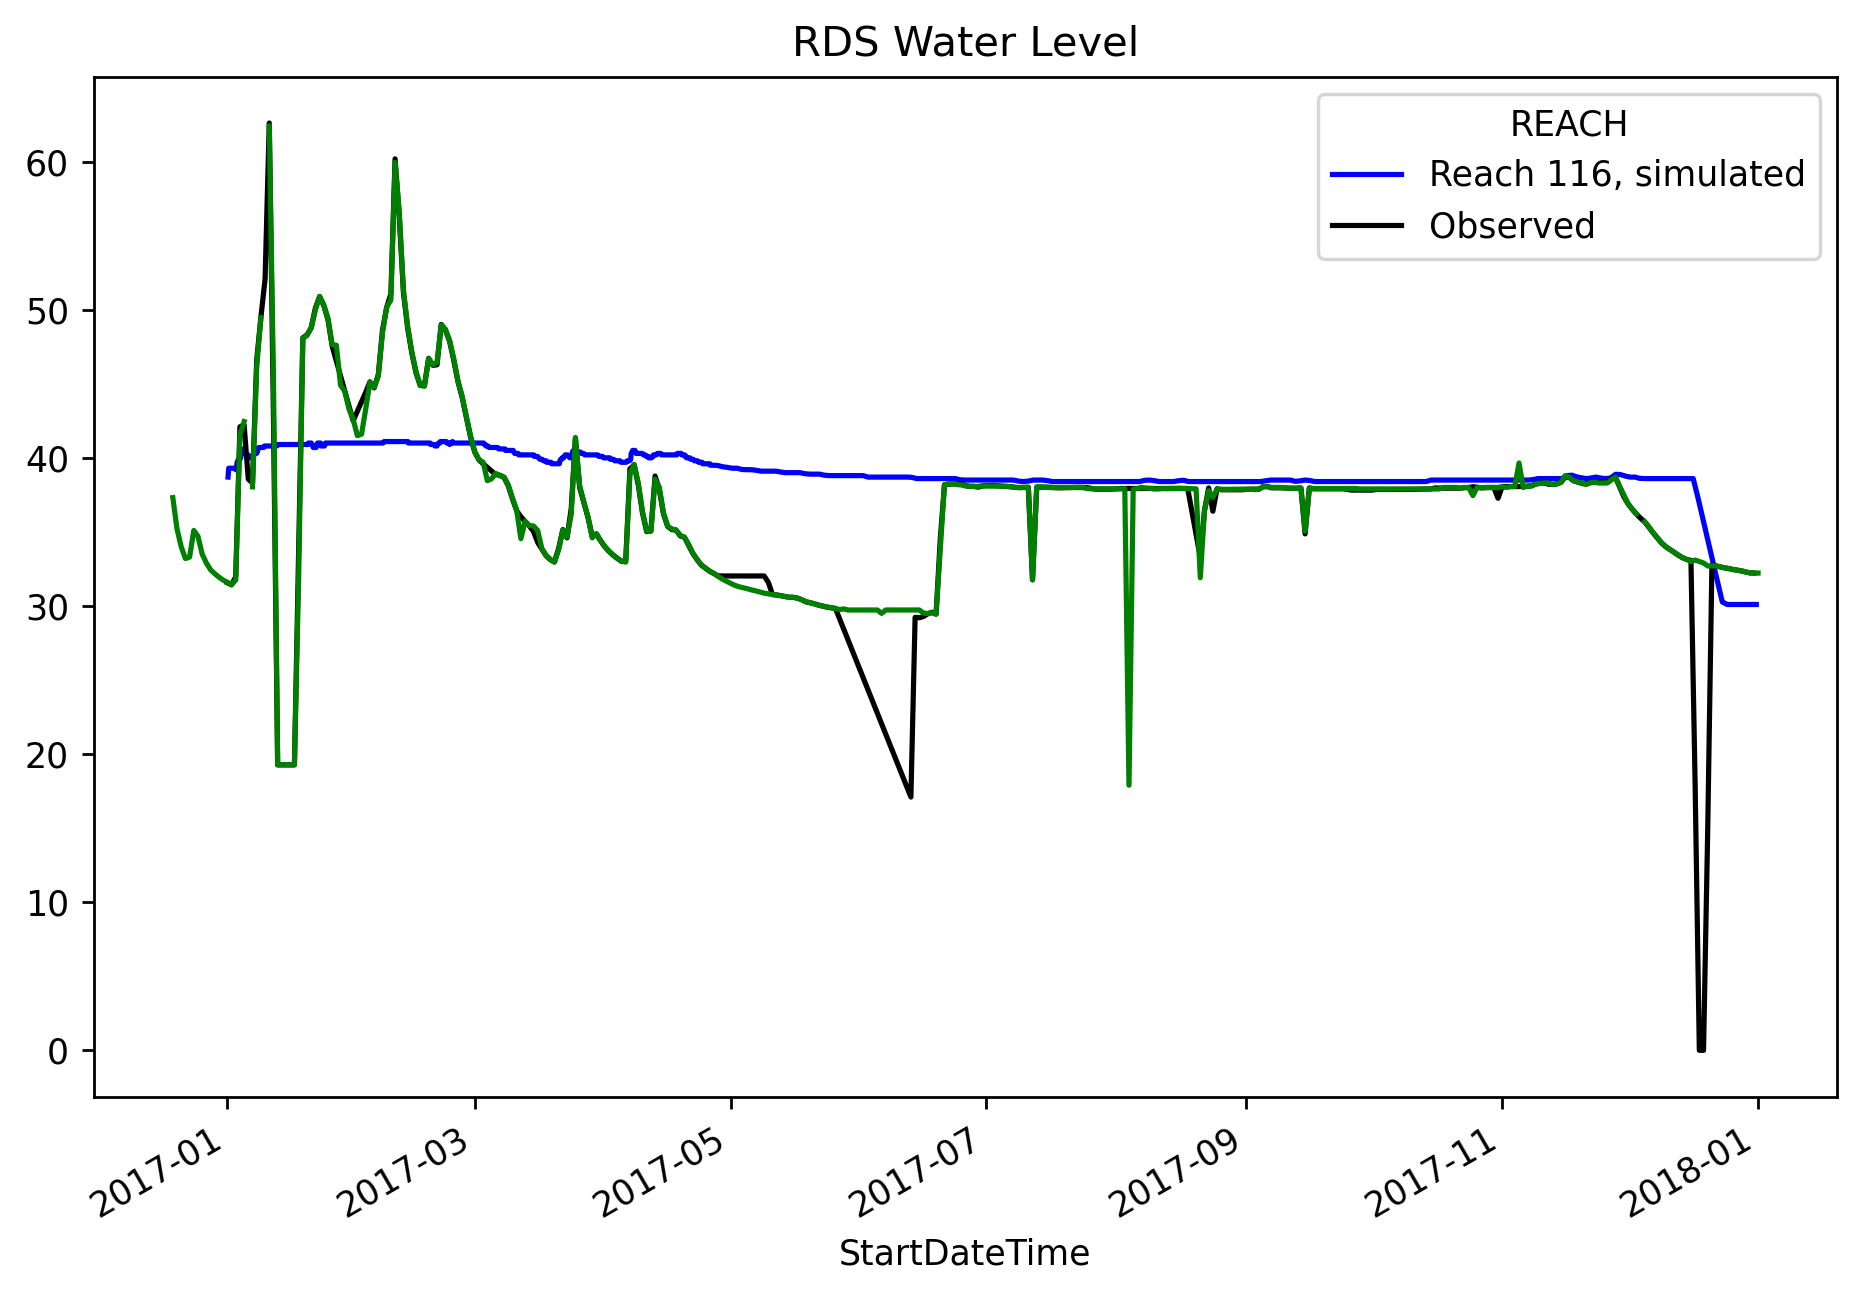 RDS Water Level
REACH
Reach 116, simulated
Observed
60
50
40
30
20
10
0
2017-01
2017-03
2017-05
2017-07
2017-09
2017-11
2018-01
StartDateTime